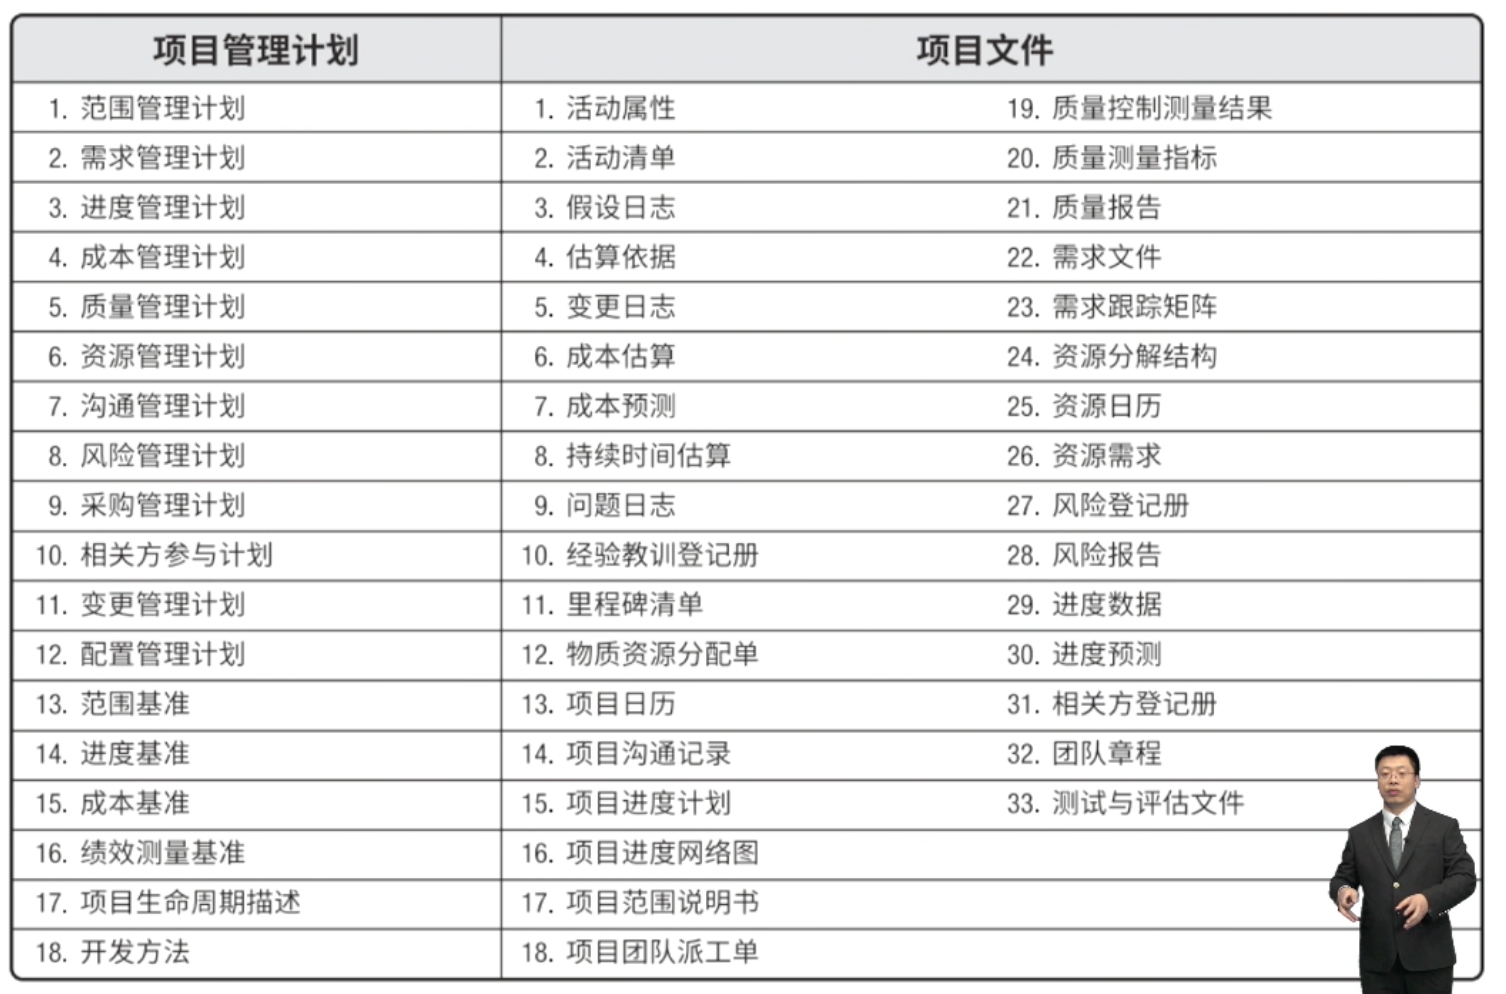 项目管理计划 项目文件
1. 范围管理计划 1. 活动属性 19. 质量控制测量结果
2. 需求管理计划 2. 活动清单 20. 质量测量指标
3. 进度管理计划 3. 假设日志 21. 质量报告
4. 成本管理计划 4. 估算依据 22. 需求文件
5. 质量管理计划 5. 变更日志 23. 需求跟踪矩阵
6. 资源管理计划 6. 成本估算 24. 资源分解结构
7. 沟通管理计划 7. 成本预测 25. 资源日历
8. 风险管理计划 8. 持续时间估算 26. 资源需求
9. 采购管理计划 9. 问题日志 27. 风险登记册
10. 相关方参与计划 10. 经验教训登记册 28. 风险报告
11. 变更管理计划 11. 里程碑清单 29. 进度数据
12. 配置管理计划 12. 物质资源分配单 30. 进度预测
13. 范围基准 13. 项目日历 31. 相关方登记册
14. 进度基准 14. 项目沟通记录 32. 团队章程
15. 成本基准 15. 项目进度计划 33. 测试与评估文件
16. 绩效测量基准 16. 项目进度网络图
17. 项目生命周期描述 17. 项目范围说明书
18. 开发方法 18. 项目团队派工单